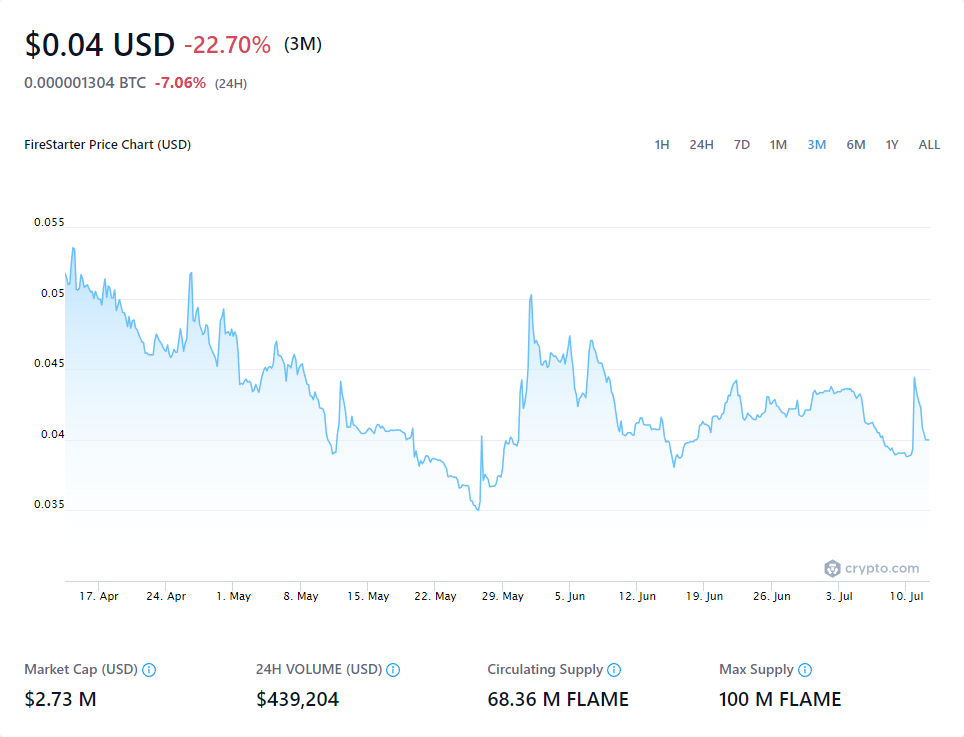 $0.04 USD -22.70% (3M)
0.000001304 BTC -7.06% (24H)
FireStarter Price Chart (USD) 1H 24H 7D 1M 3M 6M 1Y ALL
0.055
0.05
0.045
0.04
0.035
crypto.com
17. Apr 24. Apr 1. May 8. May 15. May 22. May 29. May 5. Jun 12. Jun 19. Jun 26. Jun 3. Jul 10. Jul
Market Cap (USD) 24H VOLUME (USD) Circulating Supply Max Supply
$2.73 M $439,204 68.36 M FLAME 100 M FLAME